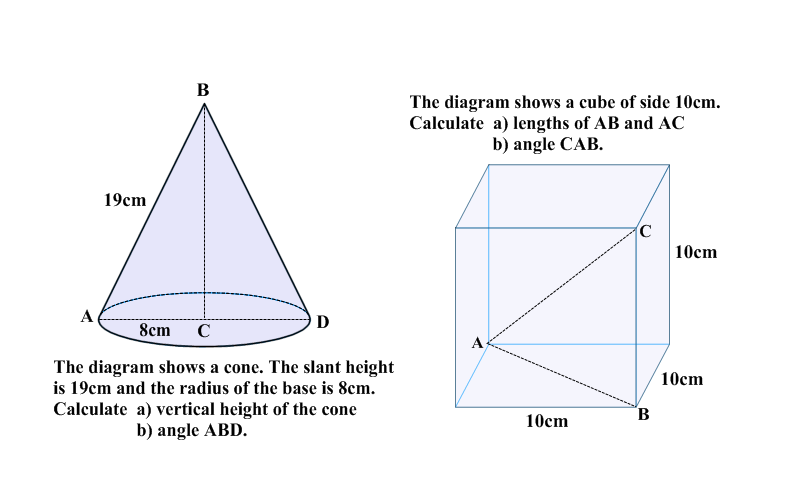 B
19cm
A
8cm
C
D
The diagram shows a cone. The slant height
is 19cm and the radius of the base is 8cm.
Calculate a) vertical height of the cone
b) angle ABD.
The diagram shows a cube of side 10cm.
Calculate a) lengths of AB and AC
b) angle CAB.
C
10cm
A
10cm
B
10cm